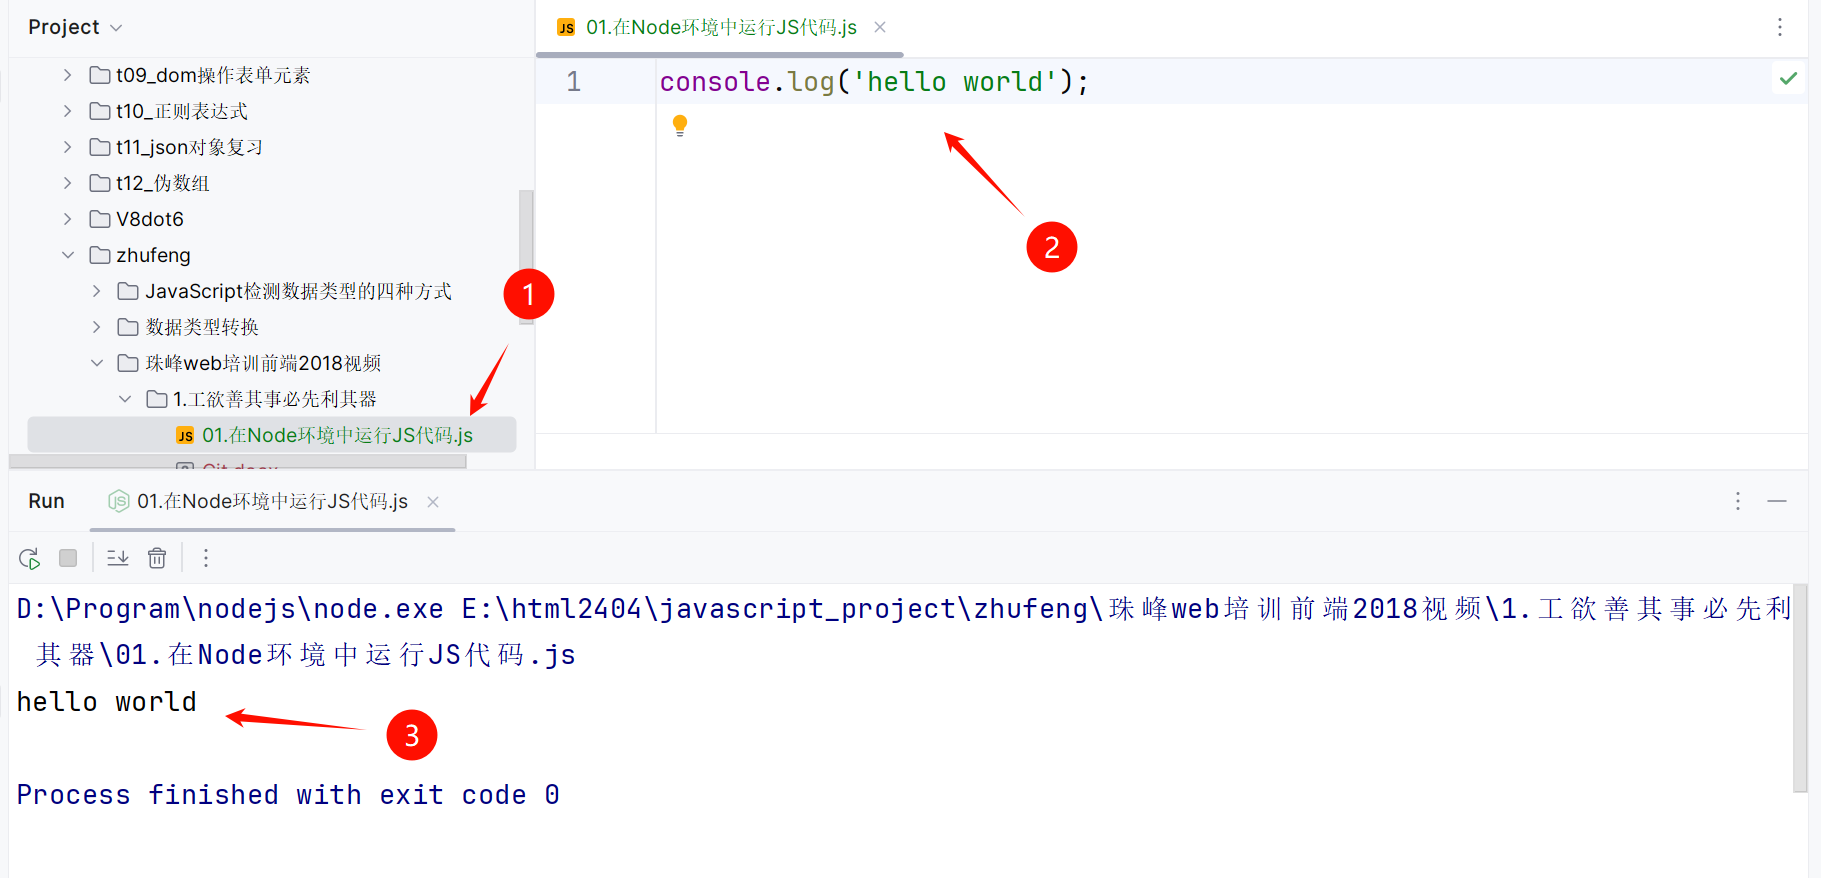 Project
t09_dom操作表单元素
t10_正则表达式
t11_json对象复习
t12_伪数组
V8dot6
zhufeng
JavaScript检测数据类型的四种方式
数据类型转换
珠峰web培训前端2018视频
1.工欲善其事必先利其器
JS 01.在Node环境中运行JS代码.js
Git.docx
1
JS 01.在Node环境中运行JS代码.js
1 console.log('hello world');
2
Run JS 01.在Node环境中运行JS代码.js
D:\Program\nodejs\node.exe E:\html2404\javascript_project\zhufeng\珠峰web培训前端2018视频\1.工欲善其事必先利
其器\01.在Node环境中运行JS代码.js
hello world
3
Process finished with exit code 0